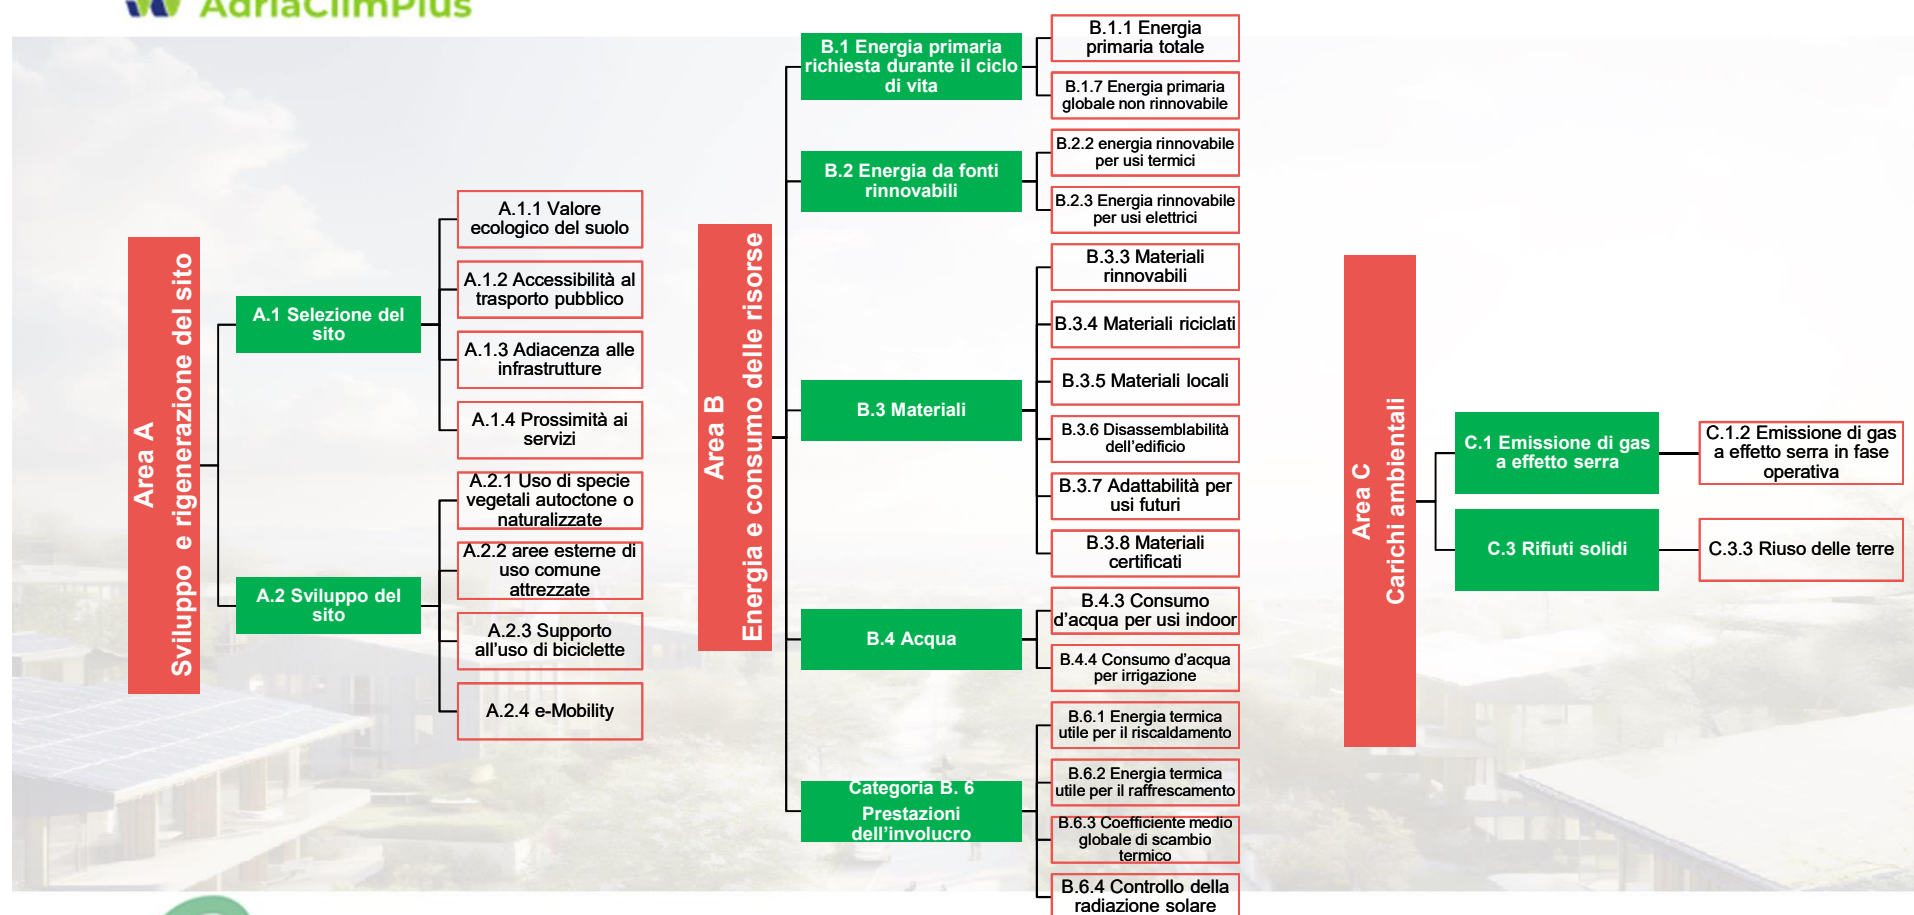 AdriaClimPlus
Area A
Sviluppo e rigenerazione del sito
A.1 Selezione del
sito
A.1.1 Valore
ecologico del suolo
A.1.2 Accessibilità al
trasporto pubblico
A.1.3 Adiacenza alle
infrastrutture
A.1.4 Prossimità ai
servizi
A.2 Sviluppo del
sito
A.2.1 Uso di specie
vegetali autoctone o
naturalizzate
A.2.2 aree esterne di
uso comune
attrezzate
A.2.3 Supporto
all'uso di biciclette
A.2.4 e-Mobility
Area B
Energia e consumo delle risorse
B.1 Energia primaria
richiesta durante il ciclo
di vita
B.1.1 Energia
primaria totale
B.1.7 Energia primaria
globale non rinnovabile
B.2 Energia da fonti
rinnovabili
B.2.2 energia rinnovabile
per usi termici
B.2.3 Energia rinnovabile
per usi elettrici
B.3 Materiali
B.3.3 Materiali
rinnovabili
B.3.4 Materiali riciclati
B.3.5 Materiali locali
B.3.6 Disassemblabilità
dell’edificio
B.3.7 Adattabilità per
usi futuri
B.3.8 Materiali
certificati
B.4 Acqua
B.4.3 Consumo
d’acqua per usi indoor
B.4.4 Consumo d’acqua
per irrigazione
Categoria B. 6
Prestazioni
dell’involucro
B.6.1 Energia termica
utile per il riscaldamento
B.6.2 Energia termica
utile per il raffrescamento
B.6.3 Coefficiente medio
globale di scambio
termico
B.6.4 Controllo della
radiazione solare
Area C
Carichi ambientali
C.1 Emissione di gas
a effetto serra
C.1.2 Emissione di gas
a effetto serra in fase
operativa
C.3 Rifiuti solidi
C.3.3 Riuso delle terre